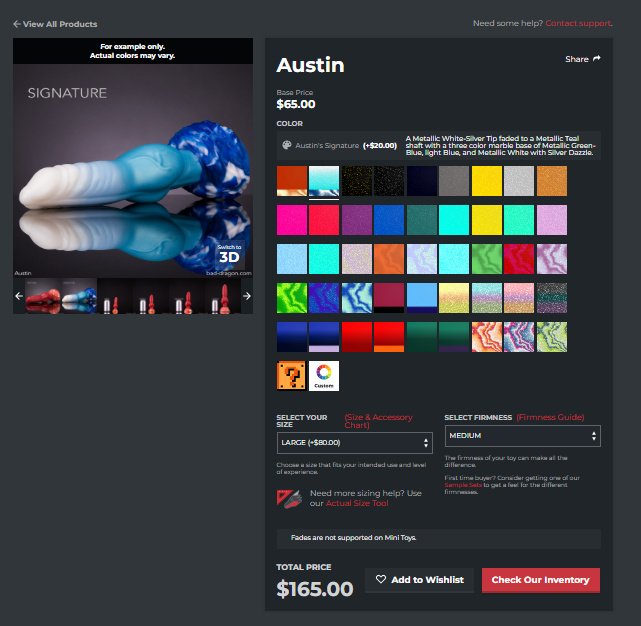 ← View All Products
Need some help? Contact support.
For example only.
Actual colors may vary.
SIGNATURE
Switch to
3D
Austin
bad-dragon.com
Austin
Share
Base Price
$65.00
COLOR
Austin's Signature (+$20.00)
A Metallic White-Silver Tip faded to a Metallic Teal
shaft with a three color marble base of Metallic Green-
Blue, light Blue, and Metallic White with Silver Dazzle.
?
Custom
SELECT YOUR SIZE (Size & Accessory Chart)
LARGE (+$80.00)
Choose a size that fits your intended use and level
of experience.
Need more sizing help? Use
our Actual Size Tool!
SELECT FIRMNESS (Firmness Guide)
MEDIUM
The firmness of your toy can make all the
difference.
First time buyer? Consider getting one of our
Sample Sets to get a feel for the different
firmnesses.
Fades are not supported on Mini Toys.
TOTAL PRICE
$165.00
Add to Wishlist
Check Our Inventory